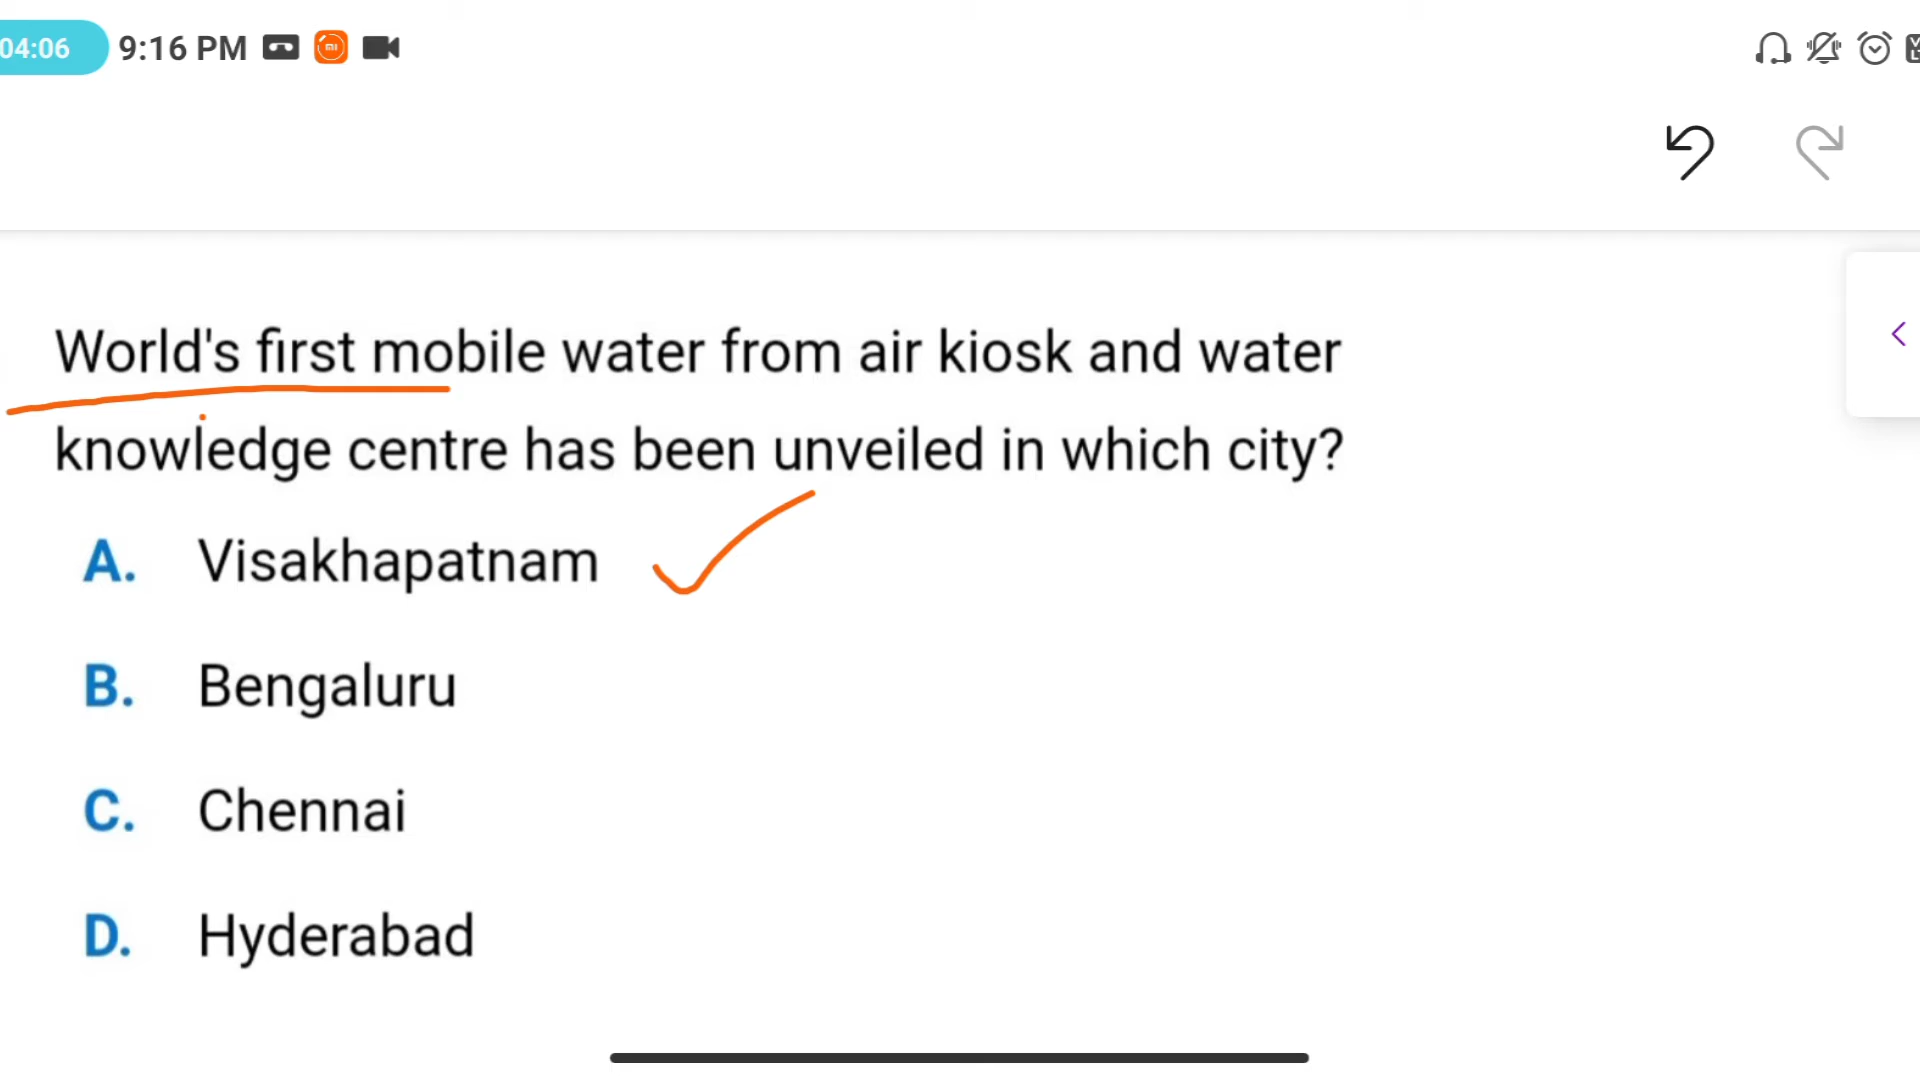 04:06 9:16 PM
World's first mobile water from air kiosk and water
knowledge centre has been unveiled in which city?
A. Visakhapatnam
B. Bengaluru
C. Chennai
D. Hyderabad